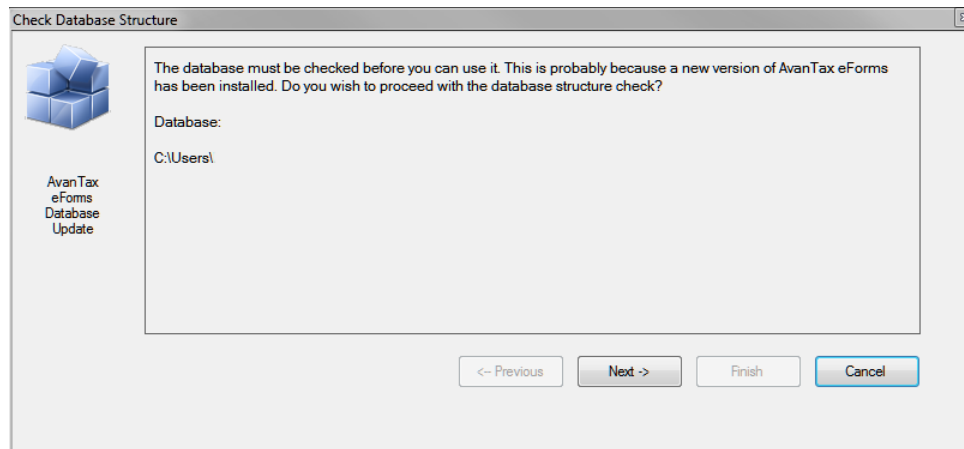 Check Database Structure
The database must be checked before you can use it. This is probably because a new version of AvanTax eForms
has been installed. Do you wish to proceed with the database structure check?
Database:
C:\Users\
AvanTax
eForms
Database
Update
<-- Previous
Next ->
Finish
Cancel